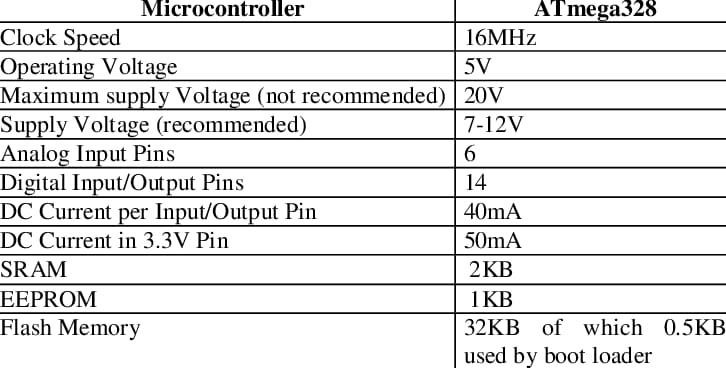 Microcontroller ATmega328
Clock Speed 16MHz
Operating Voltage 5V
Maximum supply Voltage (not recommended) 20V
Supply Voltage (recommended) 7-12V
Analog Input Pins 6
Digital Input/Output Pins 14
DC Current per Input/Output Pin 40mA
DC Current in 3.3V Pin 50mA
SRAM 2KB
EEPROM 1KB
Flash Memory 32KB of which 0.5KB
used by boot loader